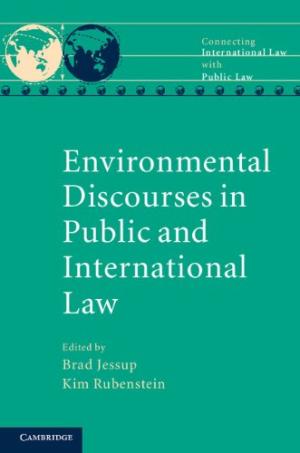 Connecting
International Law
with
Public Law
Environmental
Discourses in
Public and
International
Law
Edited by
Brad Jessup
Kim Rubenstein
CAMBRIDGE